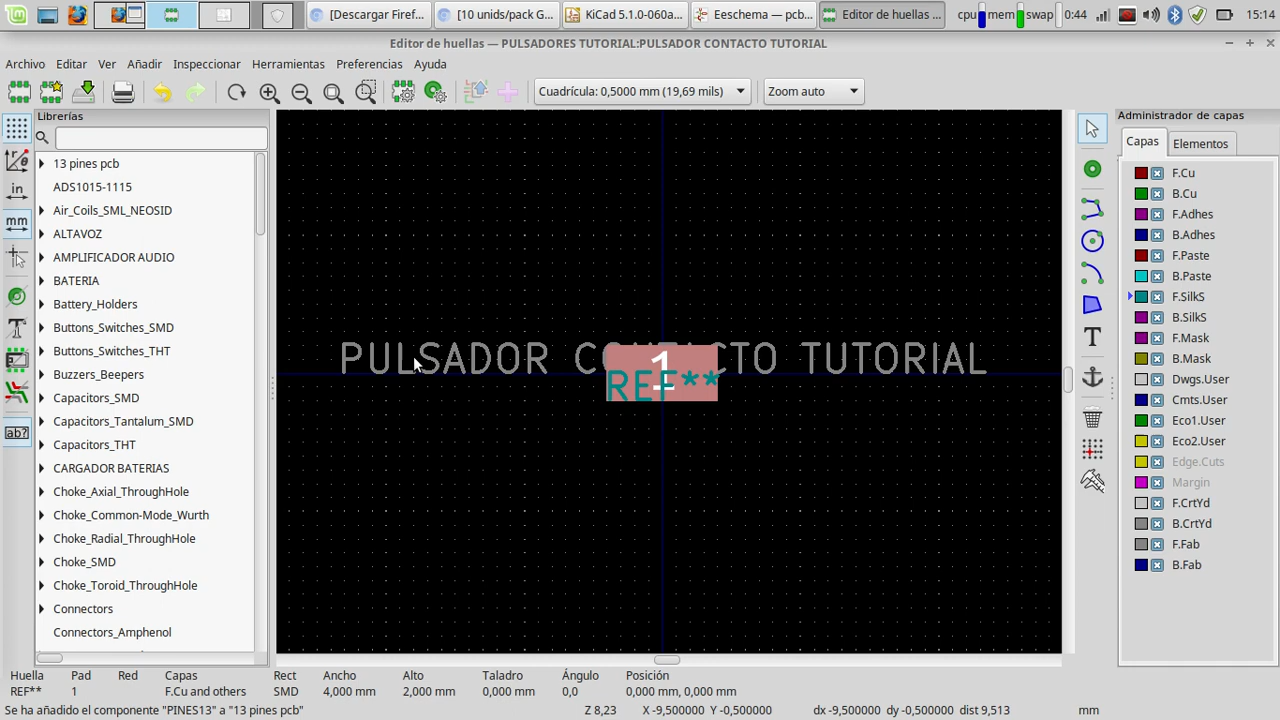 [Descargar Firef...
[10 unids/pack G...
KiCad 5.1.0-060a...
Eeschema — pcb...
Editor de huellas ...
cpu
mem
swap
0:44
15:14
Editor de huellas — PULSADORES TUTORIAL:PULSADOR CONTACTO TUTORIAL
Archivo Editar Ver Añadir Inspeccionar Herramientas Preferencias Ayuda
Cuadrícula: 0,5000 mm (19,69 mils)
Zoom auto
Librerías
13 pines pcb
ADS1015-1115
Air_Coils_SML_NEOSID
ALTAVOZ
AMPLIFICADOR AUDIO
BATERIA
Battery_Holders
Buttons_Switches_SMD
Buttons_Switches_THT
Buzzers_Beepers
Capacitors_SMD
Capacitors_Tantalum_SMD
Capacitors_THT
CARGADOR BATERIAS
Choke_Axial_ThroughHole
Choke_Common-Mode_Wurth
Choke_Radial_ThroughHole
Choke_SMD
Choke_Toroid_ThroughHole
Connectors
Connectors_Amphenol
in
mm
ab?
PULSADOR CONTACTO TUTORIAL
1
REF**
Administrador de capas
Capas Elementos
F.Cu
B.Cu
F.Adhes
B.Adhes
F.Paste
B.Paste
F.SilkS
B.SilkS
F.Mask
B.Mask
Dwgs.User
Cmts.User
Eco1.User
Eco2.User
Edge.Cuts
Margin
F.CrtYd
B.CrtYd
F.Fab
B.Fab
Huella Pad Red Capas Rect Ancho Alto Taladro Ángulo Posición
REF** 1 F.Cu and others SMD 4,000 mm 2,000 mm 0,000 mm 0,0 0,000 mm, 0,000 mm
Se ha añadido el componente "PINES13" a "13 pines pcb" Z 8,23 X -9,500000 Y -0,500000 dx -9,500000 dy -0,500000 dist 9,513 mm